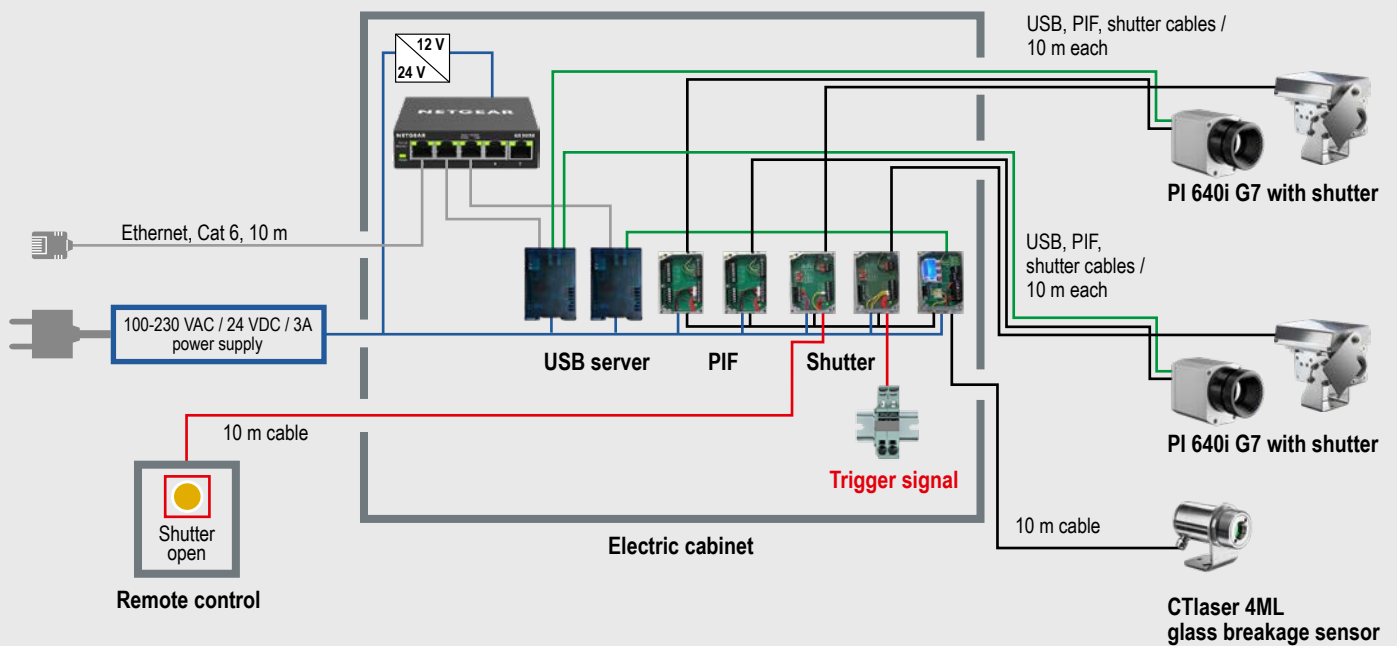 USB, PIF, shutter cables /
10 m each
12 V
24 V
NETGEAR
NETGEAR
PI 640i G7 with shutter
Ethernet, Cat 6, 10 m
USB, PIF,
shutter cables /
10 m each
100-230 VAC / 24 VDC / 3A
power supply
USB server
PIF
Shutter
10 m cable
PI 640i G7 with shutter
Trigger signal
Shutter
open
10 m cable
Electric cabinet
Remote control
CTlaser 4ML
glass breakage sensor